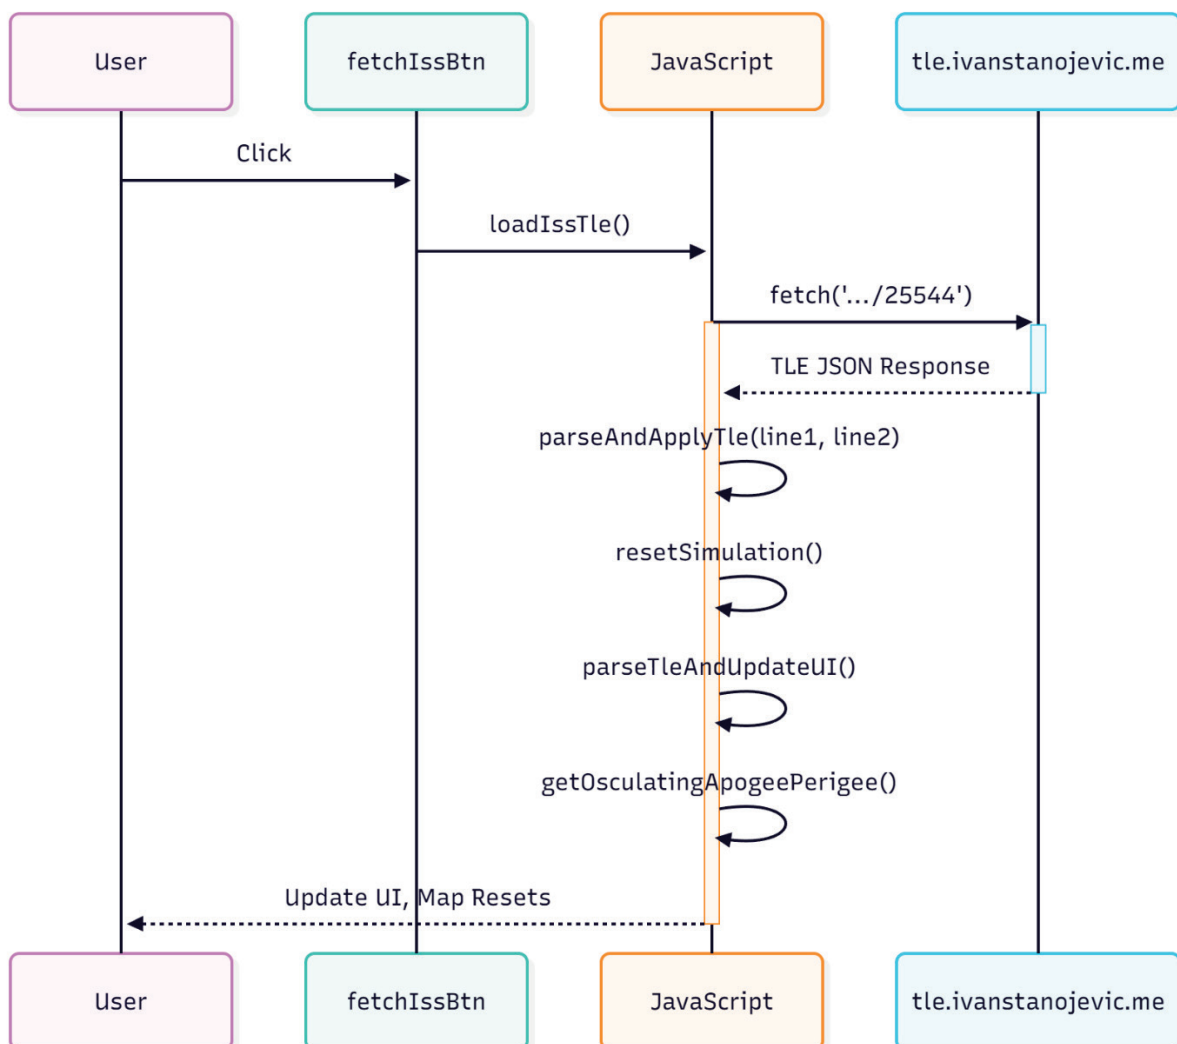 User
fetchIssBtn
JavaScript
tle.ivanstanojevic.me
Click
loadIssTle()
fetch('.../25544')
TLE JSON Response
parseAndApplyTle(line1, line2)
resetSimulation()
parseTleAndUpdateUI()
getOsculatingApogeePerigee()
Update UI, Map Resets
User
fetchIssBtn
JavaScript
tle.ivanstanojevic.me